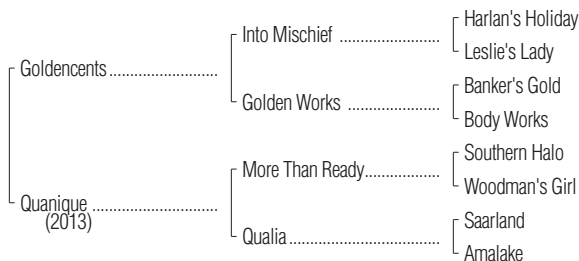 Harlan's Holiday
Into Mischief ....................
Leslie's Lady
Goldencents .............................
Banker's Gold
Golden Works ....................
Body Works
Southern Halo
More Than Ready .................
Woodman's Girl
Quanique ..................................
(2013)
Saarland
Qualia .................................
Amalake